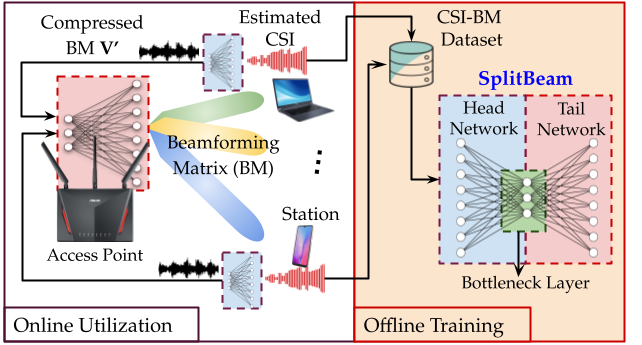 Compressed
BM V’
Estimated
CSI
CSI-BM
Dataset
SplitBeam
Head
Network
Tail
Network
Beamforming
Matrix (BM)
Station
Access Point
Bottleneck Layer
Online Utilization
Offline Training